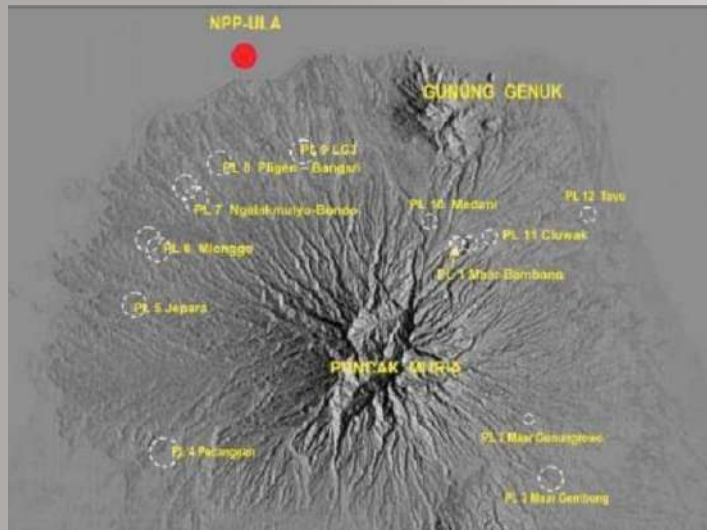 NPP-ULA
GUNUNG GENUK
PL 9 LGT
PL 8 Pligen - Bangsri
PL 7 Ngelakmulyo-Bondo
PL 6 Mlonggo
PL 5 Jepara
PL 4 Pecangaan
PL 10 Medani
PL 12 Tayu
PL 11 Cluwak
PL 1 Maar Bambang
PUNCAK MURIA
PL 2 Maar Gunungrowo
PL 3 Maar Gembong